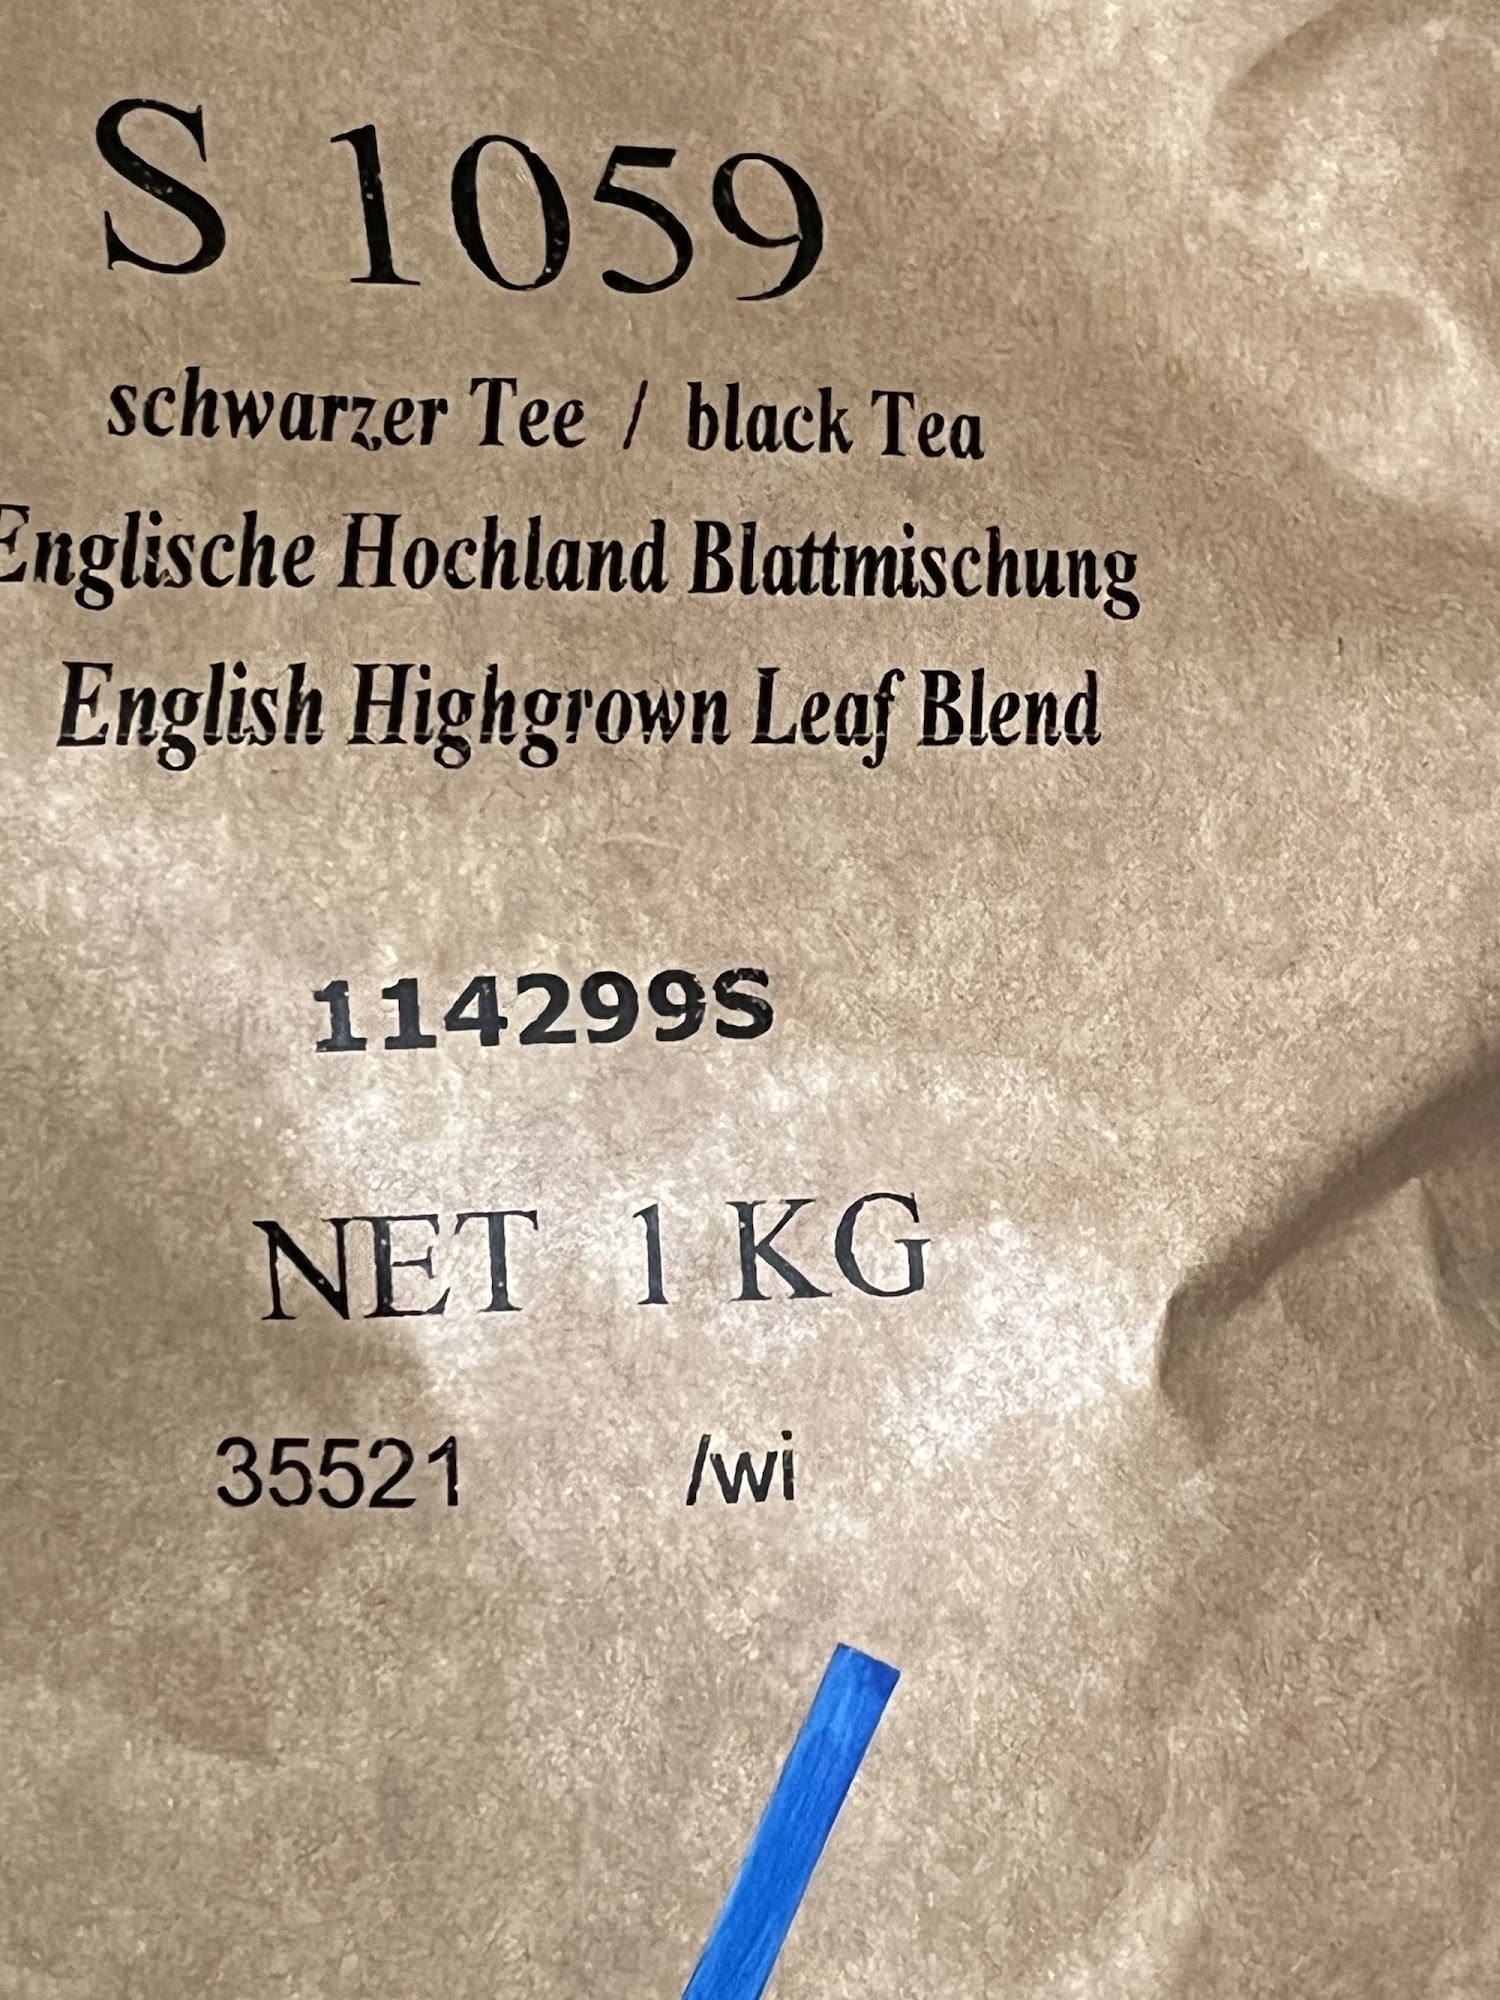 S 1059
schwarzer Tee / black Tea
Englische Hochland Blattmischung
English Highgrown Leaf Blend
114299S
NET 1 KG
35521 /wi